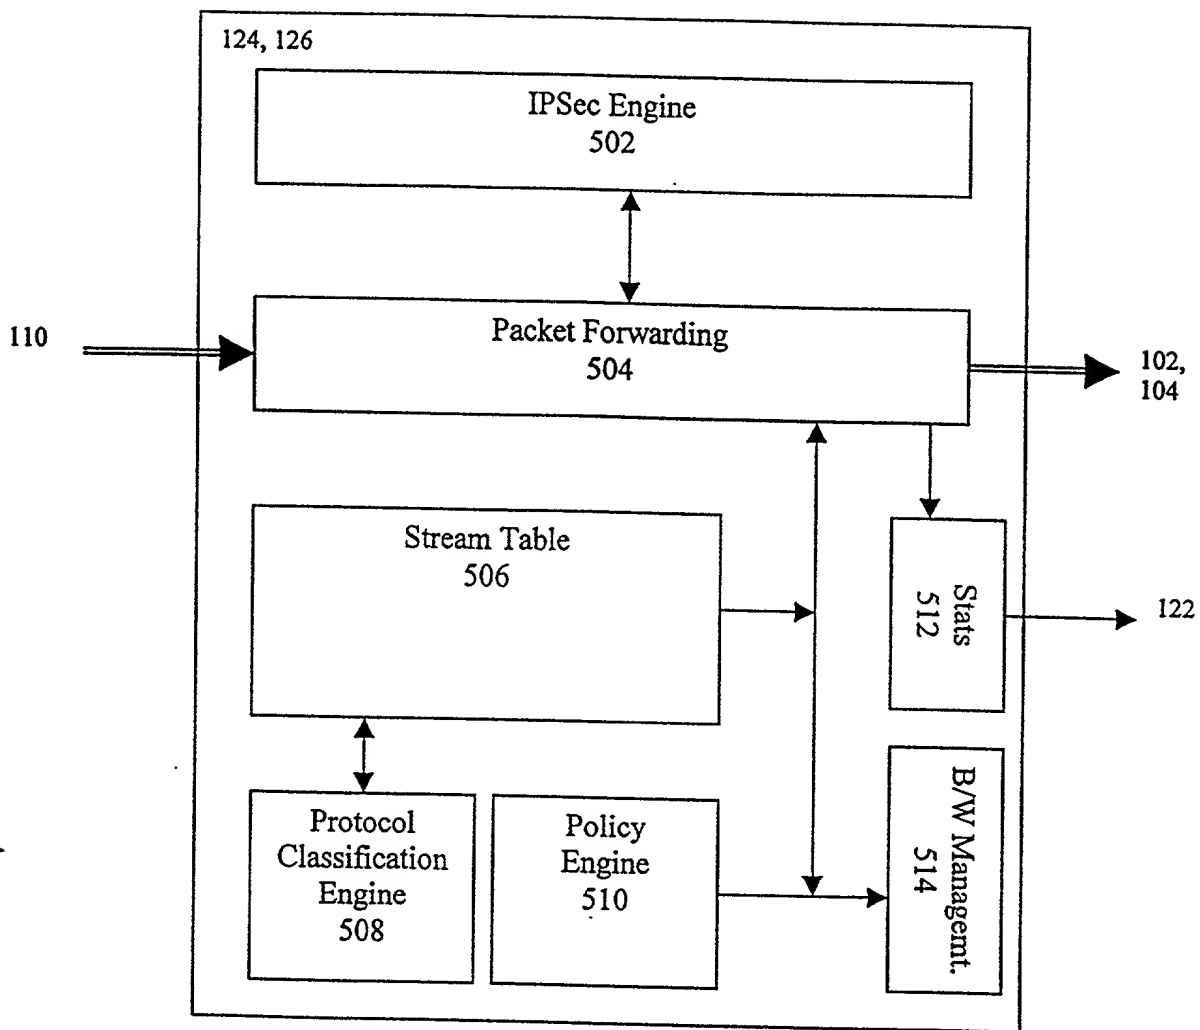 124, 126
IPSec Engine
502
110
Packet Forwarding
504
102,
104
Stream Table
506
Stats
512
122
Protocol
Classification
Engine
508
Policy
Engine
510
B/W Managemt.
514